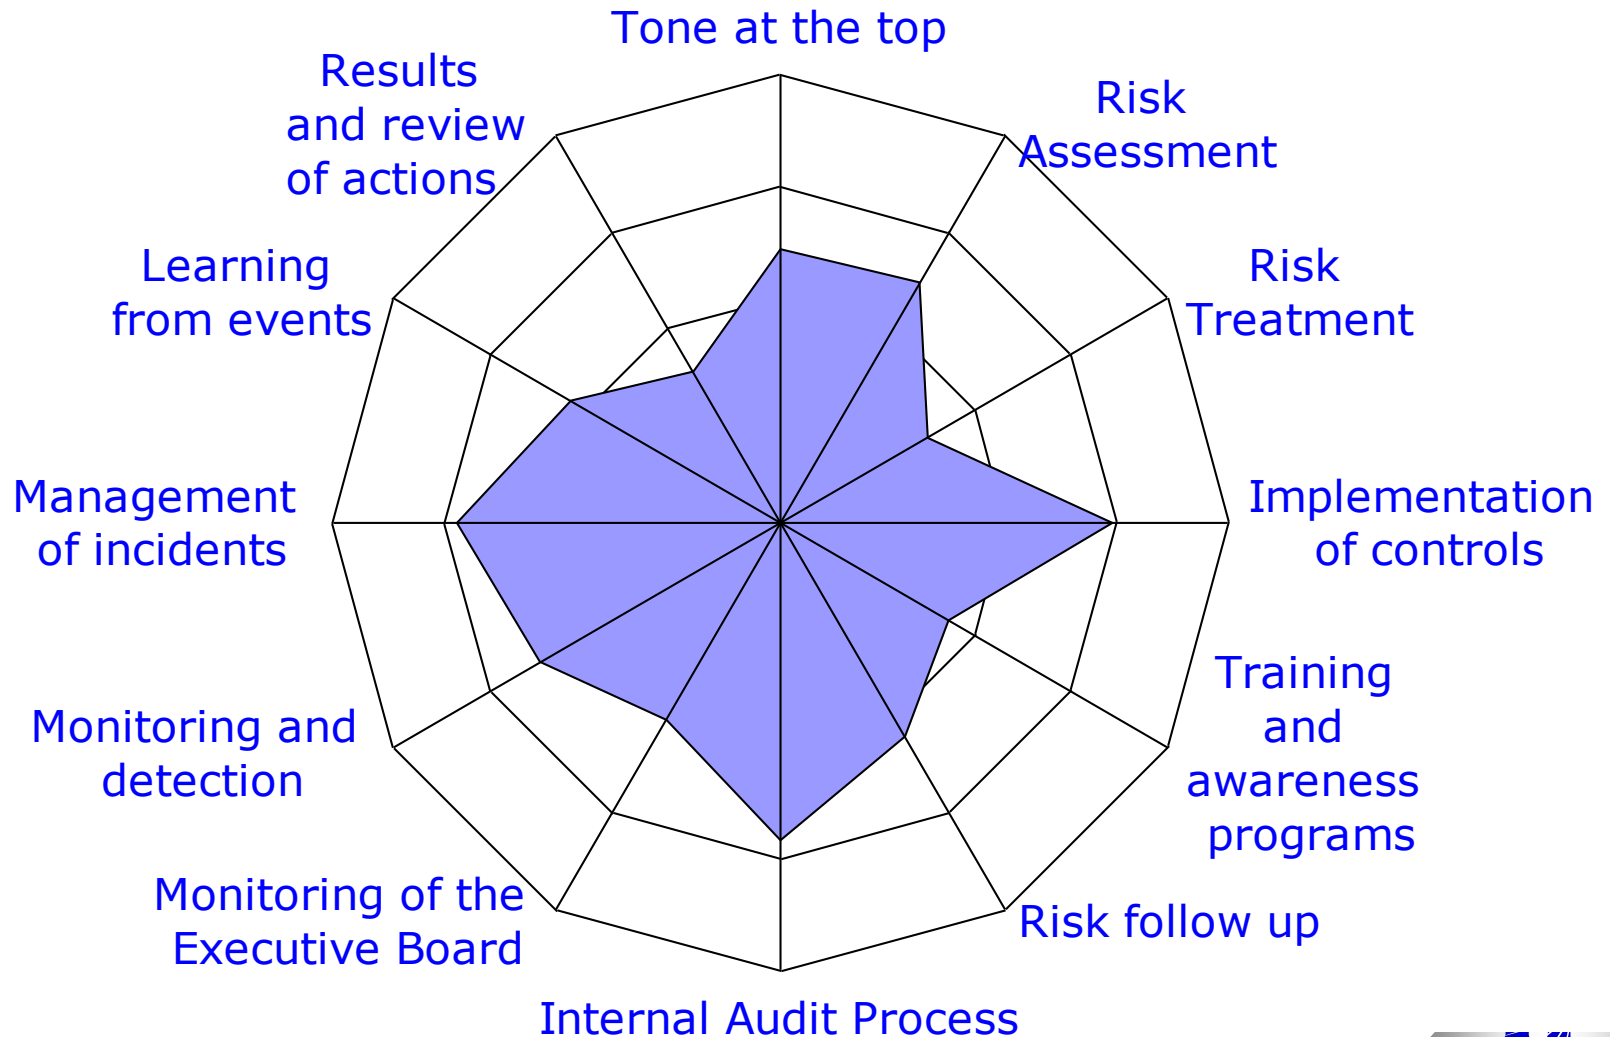 Tone at the top
Risk
Assessment
Risk
Treatment
Implementation
of controls
Training
and
awareness
programs
Risk follow up
Internal Audit Process
Monitoring of the
Executive Board
Monitoring and
detection
Management
of incidents
Learning
from events
Results
and review
of actions